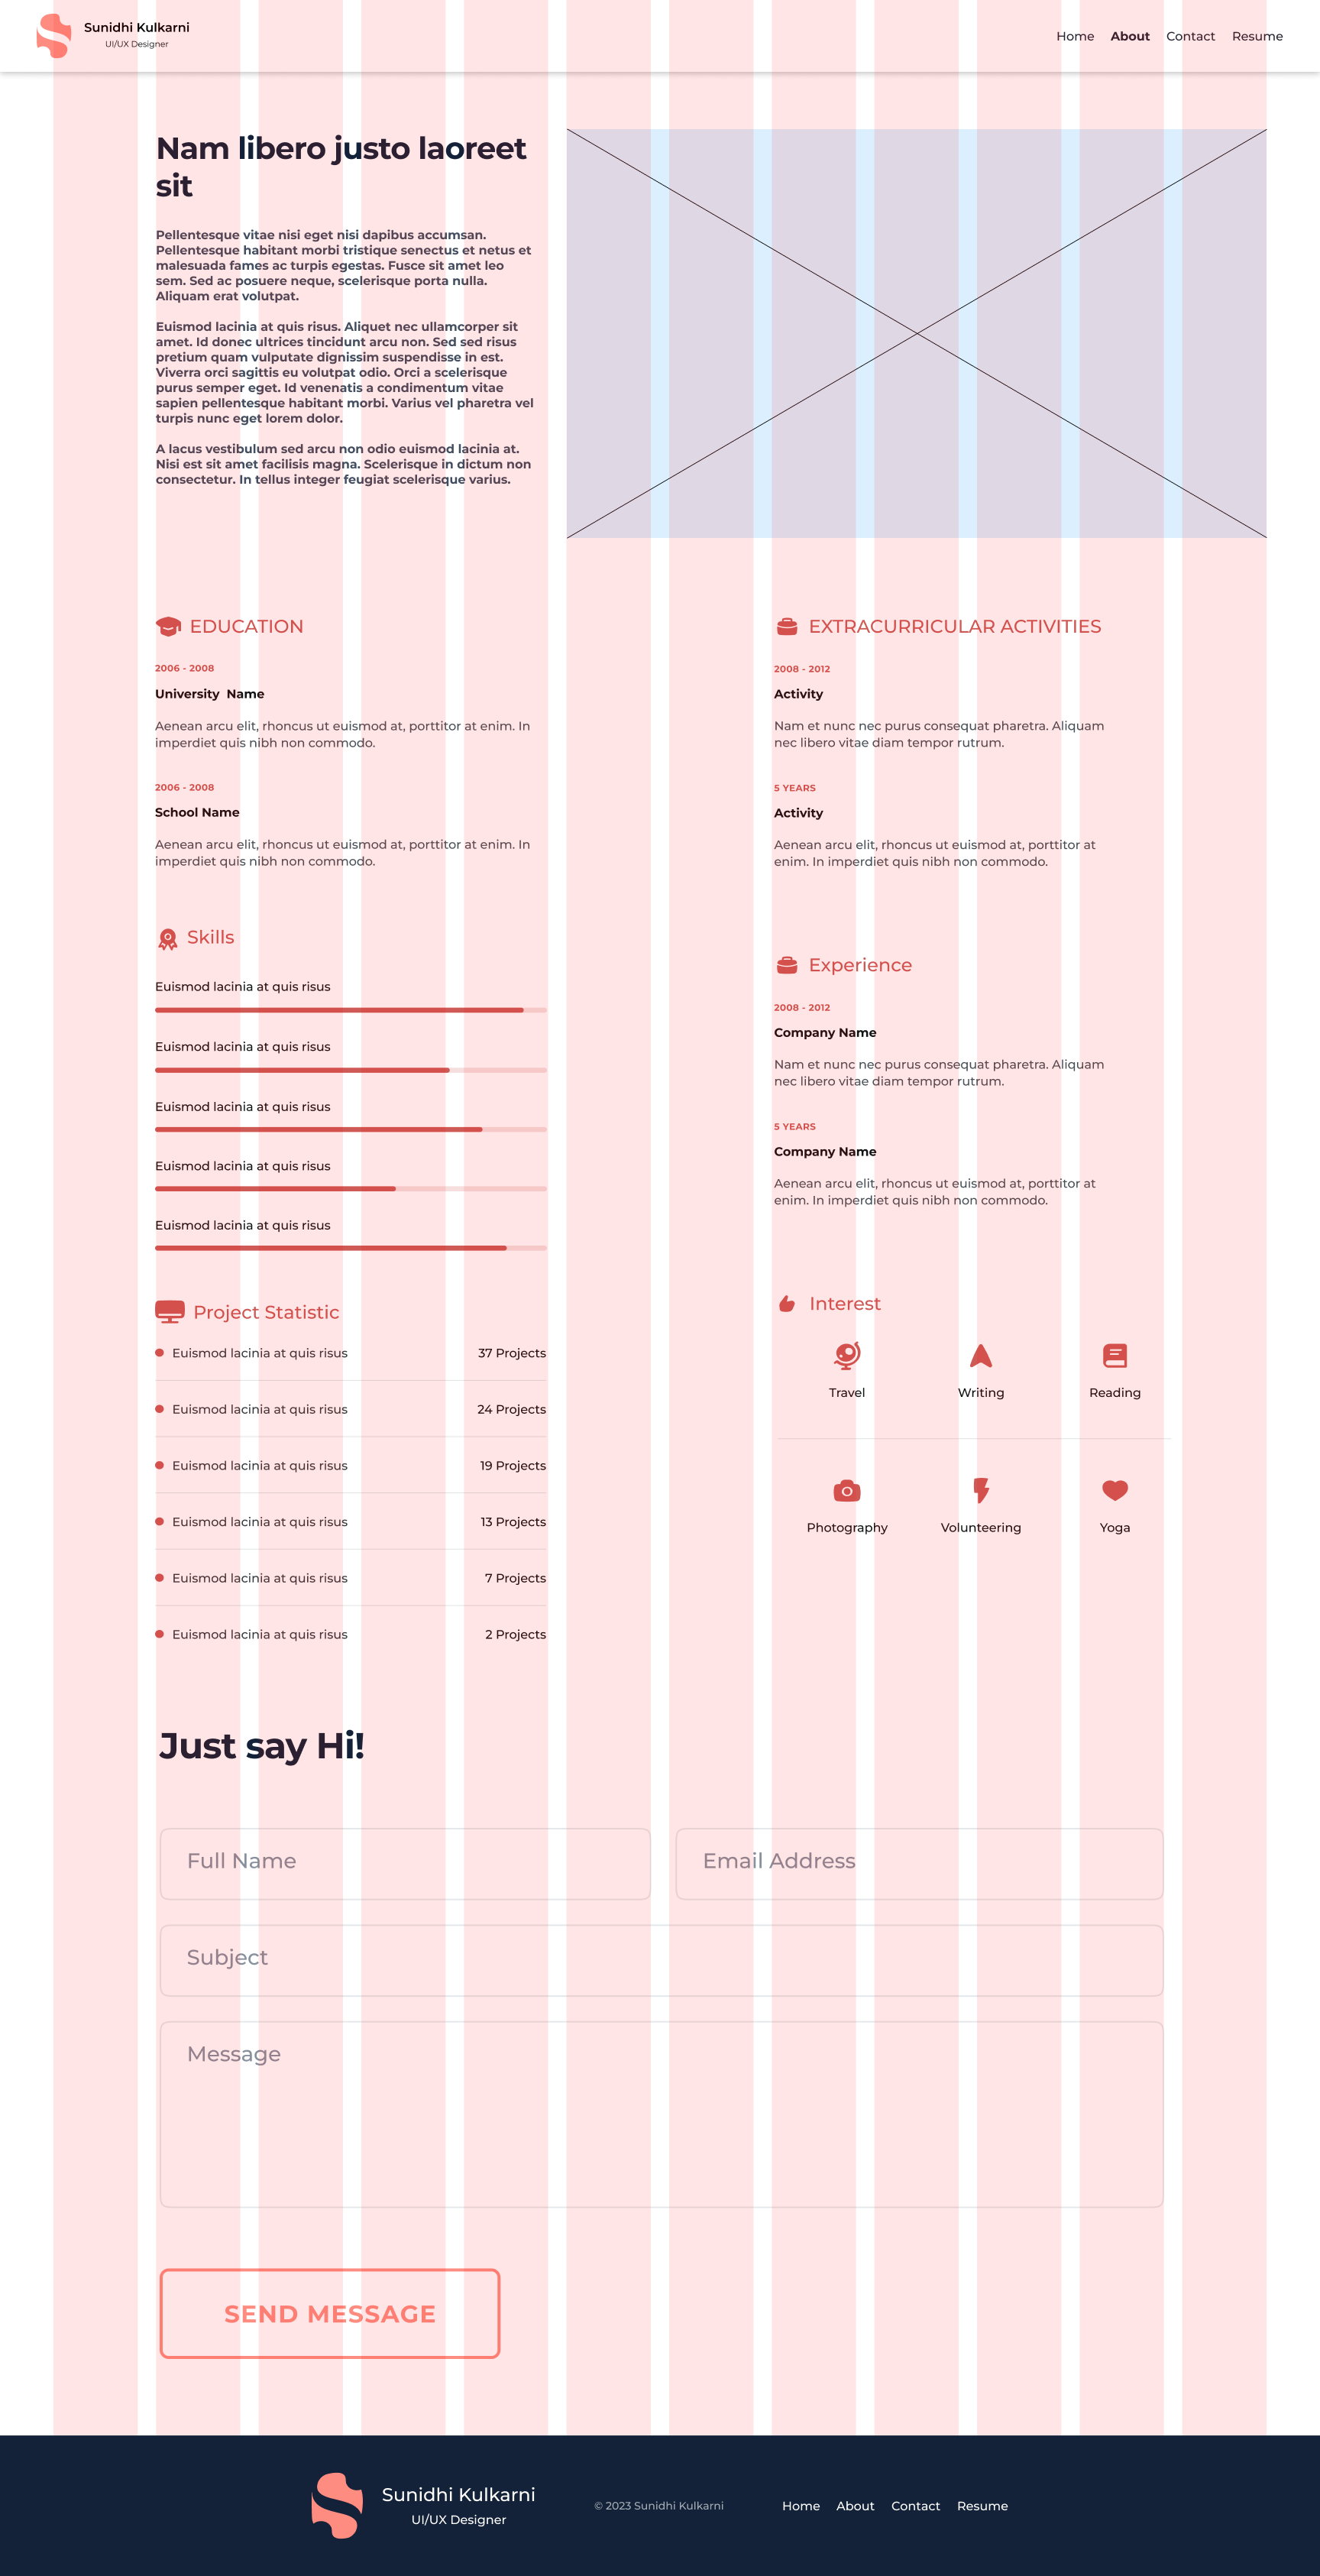 Sunidhi Kulkarni
UI/UX Designer
Home About Contact Resume
Nam libero justo laoreet
sit
Pellentesque vitae nisi eget nisi dapibus accumsan.
Pellentesque habitant morbi tristique senectus et netus et
malesuada fames ac turpis egestas. Fusce sit amet leo
sem. Sed ac posuere neque, scelerisque porta nulla.
Aliquam erat volutpat.
Euismod lacinia at quis risus. Aliquet nec ullamcorper sit
amet. Id donec ultrices tincidunt arcu non. Sed sed risus
pretium quam vulputate dignissim suspendisse in est.
Viverra orci sagittis eu volutpat odio. Orci a scelerisque
purus semper eget. Id venenatis a condimentum vitae
sapien pellentesque habitant morbi. Varius vel pharetra vel
turpis nunc eget lorem dolor.
A lacus vestibulum sed arcu non odio euismod lacinia at.
Nisi est sit amet facilisis magna. Scelerisque in dictum non
consectetur. In tellus integer feugiat scelerisque varius.
EDUCATION
2006 - 2008
University Name
Aenean arcu elit, rhoncus ut euismod at, porttitor at enim. In
imperdiet quis nibh non commodo.
2006 - 2008
School Name
Aenean arcu elit, rhoncus ut euismod at, porttitor at enim. In
imperdiet quis nibh non commodo.
Skills
Euismod lacinia at quis risus
Euismod lacinia at quis risus
Euismod lacinia at quis risus
Euismod lacinia at quis risus
Euismod lacinia at quis risus
Project Statistic
Euismod lacinia at quis risus 37 Projects
Euismod lacinia at quis risus 24 Projects
Euismod lacinia at quis risus 19 Projects
Euismod lacinia at quis risus 13 Projects
Euismod lacinia at quis risus 7 Projects
Euismod lacinia at quis risus 2 Projects
EXTRACURRICULAR ACTIVITIES
2008 - 2012
Activity
Nam et nunc nec purus consequat pharetra. Aliquam
nec libero vitae diam tempor rutrum.
5 YEARS
Activity
Aenean arcu elit, rhoncus ut euismod at, porttitor at
enim. In imperdiet quis nibh non commodo.
Experience
2008 - 2012
Company Name
Nam et nunc nec purus consequat pharetra. Aliquam
nec libero vitae diam tempor rutrum.
5 YEARS
Company Name
Aenean arcu elit, rhoncus ut euismod at, porttitor at
enim. In imperdiet quis nibh non commodo.
Interest
Travel Writing Reading
Photography Volunteering Yoga
Just say Hi!
Full Name Email Address
Subject
Message
SEND MESSAGE
Sunidhi Kulkarni
UI/UX Designer
© 2023 Sunidhi Kulkarni
Home About Contact Resume